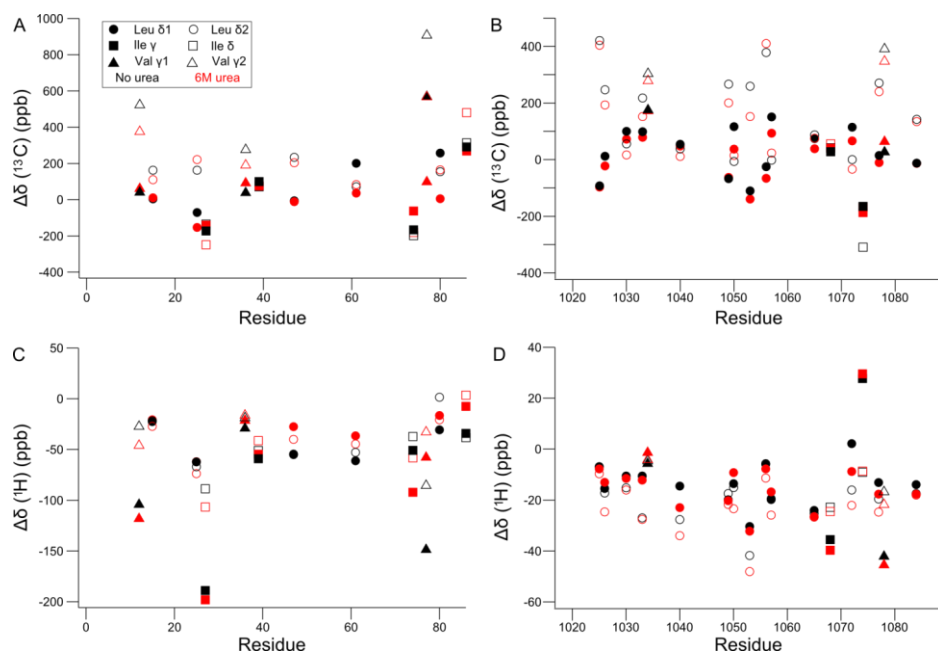 A
B
Leu δ1
Leu δ2
Ile γ
Ile δ
Val γ1
Val γ2
No urea
6M urea
Δδ (¹³C) (ppb)
1000
800
600
400
200
0
-200
-400
0
20
40
60
80
Residue
Δδ (¹³C) (ppb)
400
200
0
-200
-400
1020
1030
1040
1050
1060
1070
1080
Residue
C
D
Δδ (¹H) (ppb)
50
0
-50
-100
-150
-200
0
20
40
60
80
Residue
Δδ (¹H) (ppb)
40
20
0
-20
-40
-60
1020
1030
1040
1050
1060
1070
1080
Residue